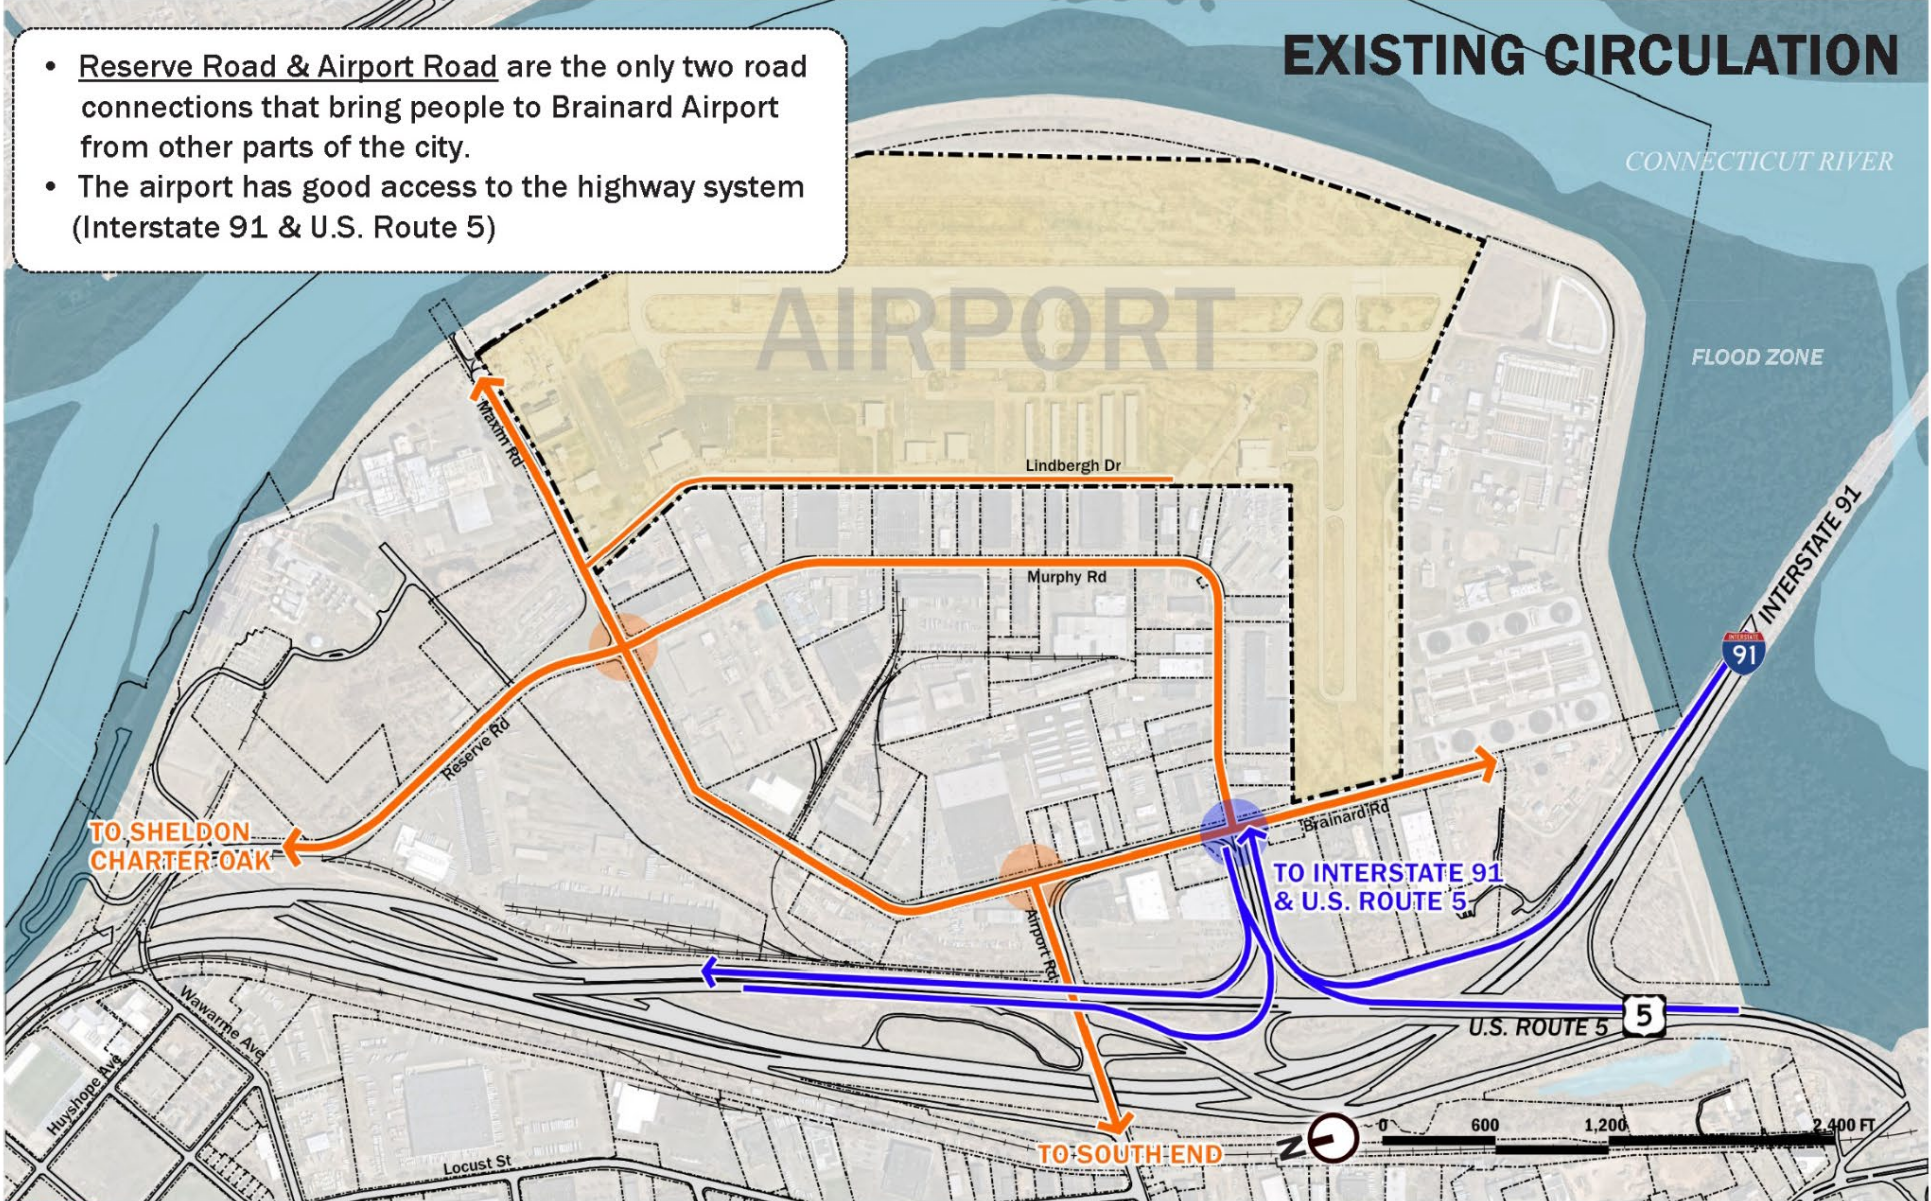 EXISTING CIRCULATION
• Reserve Road & Airport Road are the only two road
connections that bring people to Brainard Airport
from other parts of the city.
• The airport has good access to the highway system
(Interstate 91 & U.S. Route 5)
CONNECTICUT RIVER
FLOOD ZONE
AIRPORT
Maxim Rd
Lindbergh Dr
Murphy Rd
INTERSTATE 91
INTERSTATE
91
Reserve Rd
Brainard Rd
TO SHELDON
CHARTER OAK
TO INTERSTATE 91
& U.S. ROUTE 5
Airport Rd
5
U.S. ROUTE 5
Wawarme Ave
Huyshope Ave
Locust St
TO SOUTH END
N
0 600 1,200 2,400 FT